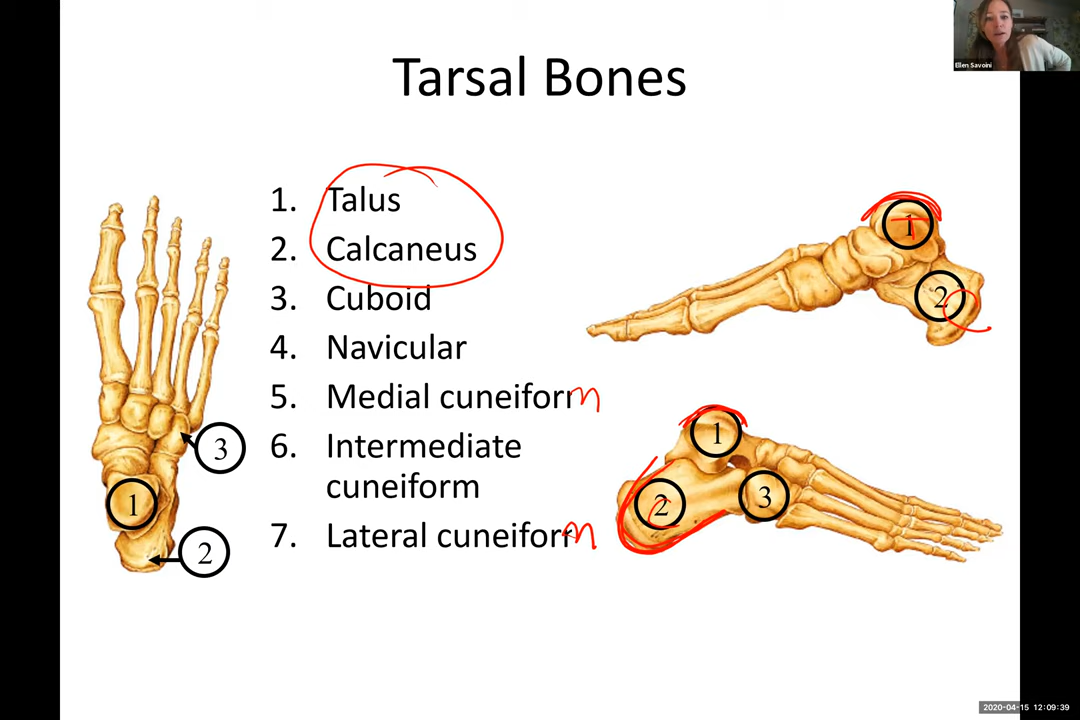 Ellen Savoini
Tarsal Bones
1. Talus
2. Calcaneus
3. Cuboid
4. Navicular
5. Medial cuneiform
6. Intermediate
cuneiform
7. Lateral cuneiform
3
1
2
1
2
1
2
3
2020-04-15 12:09:39